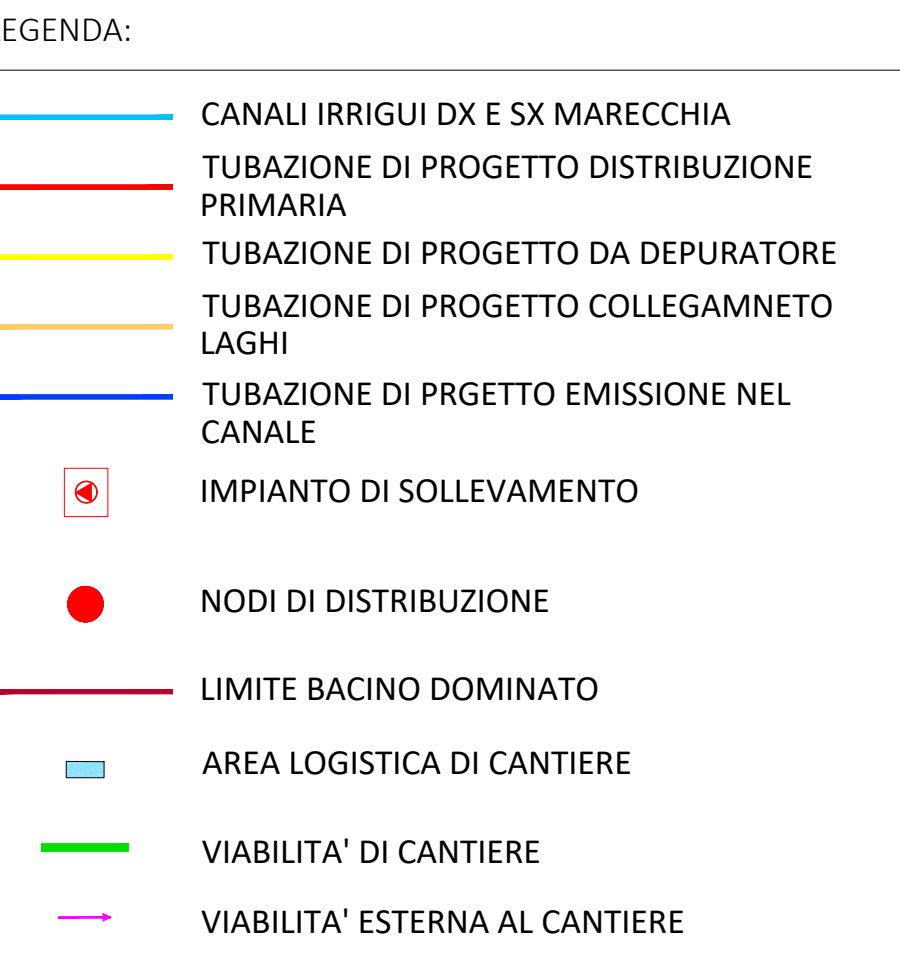 LEGENDA:
CANALI IRRIGUI DX E SX MARECCHIA
TUBAZIONE DI PROGETTO DISTRIBUZIONE
PRIMARIA
TUBAZIONE DI PROGETTO DA DEPURATORE
TUBAZIONE DI PROGETTO COLLEGAMNETO
LAGHI
TUBAZIONE DI PRGETTO EMISSIONE NEL
CANALE
IMPIANTO DI SOLLEVAMENTO
NODI DI DISTRIBUZIONE
LIMITE BACINO DOMINATO
AREA LOGISTICA DI CANTIERE
VIABILITA' DI CANTIERE
VIABILITA' ESTERNA AL CANTIERE